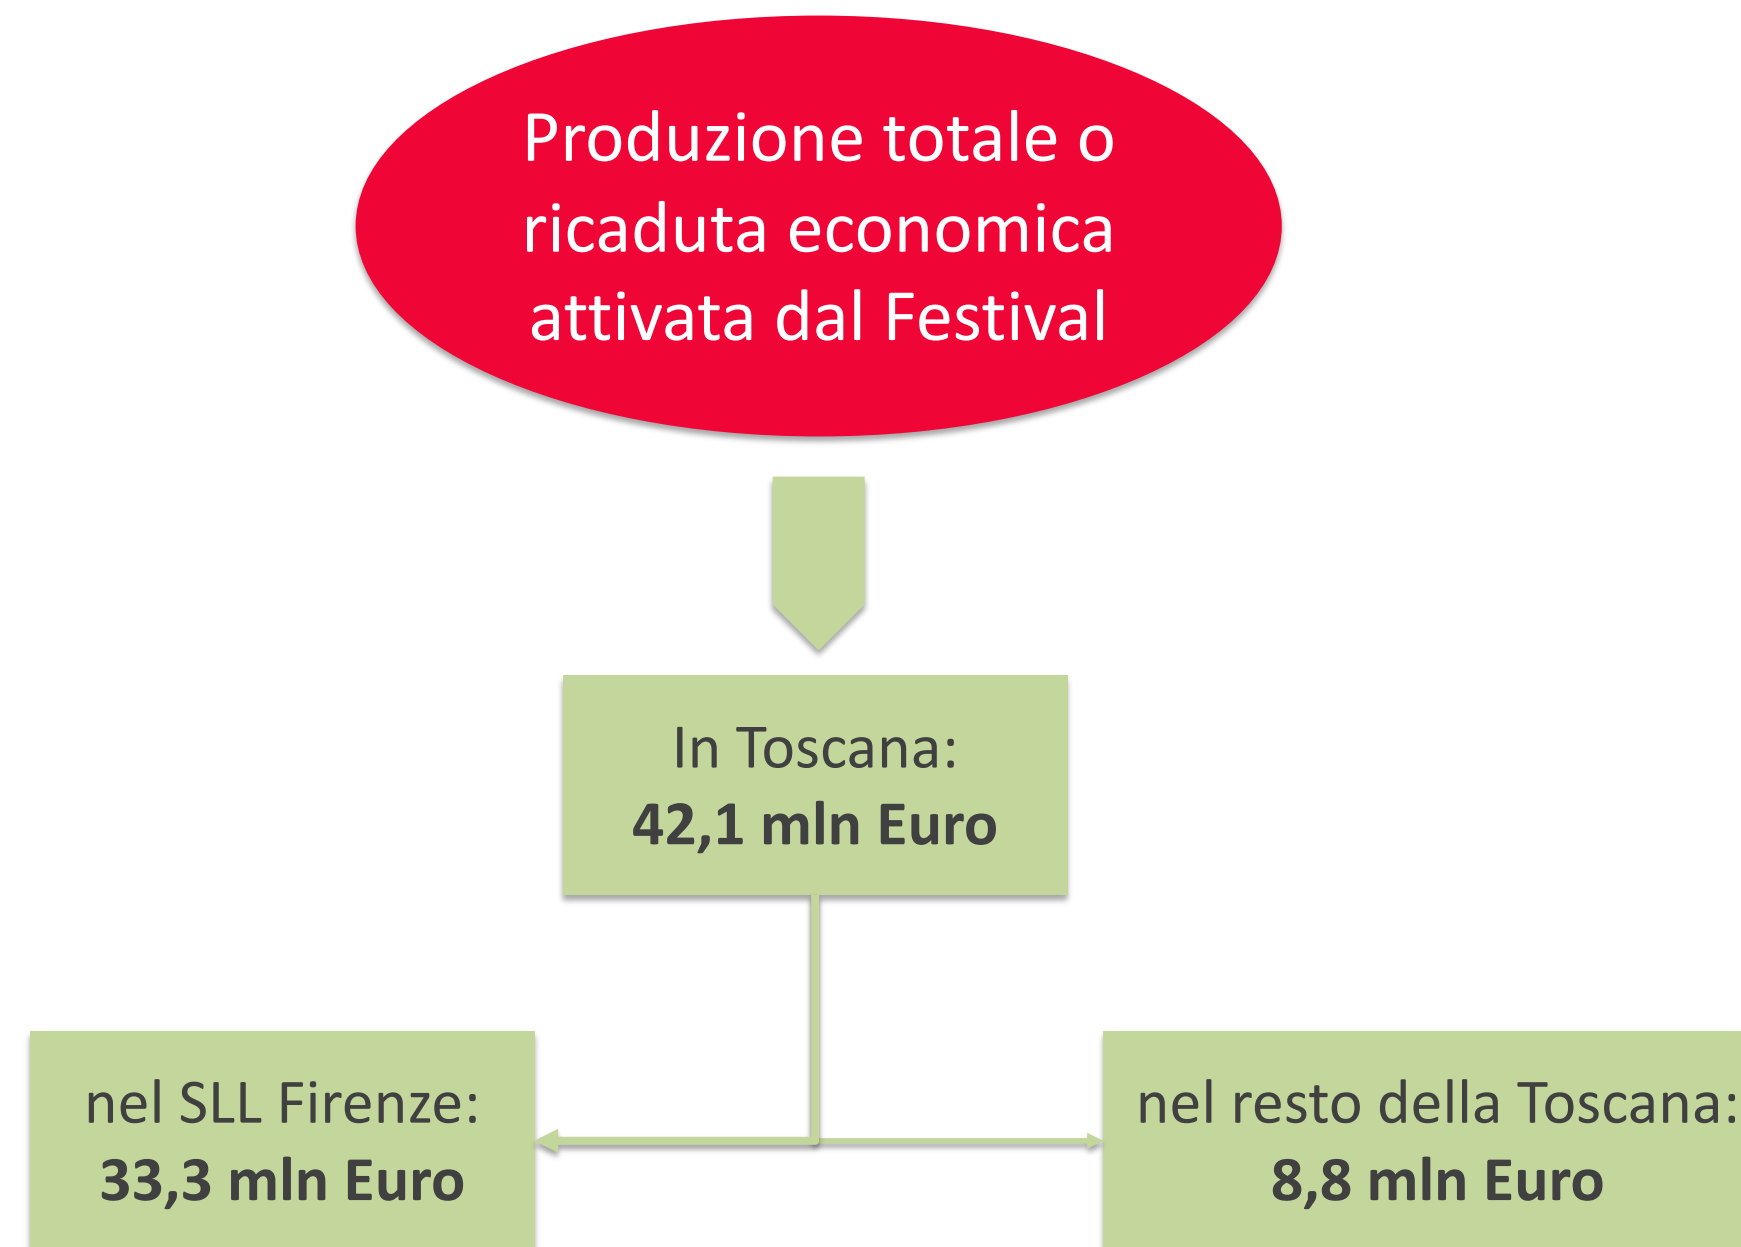 Produzione totale o
ricaduta economica
attivata dal Festival
In Toscana:
42,1 mln Euro
nel SLL Firenze:
33,3 mln Euro
nel resto della Toscana:
8,8 mln Euro